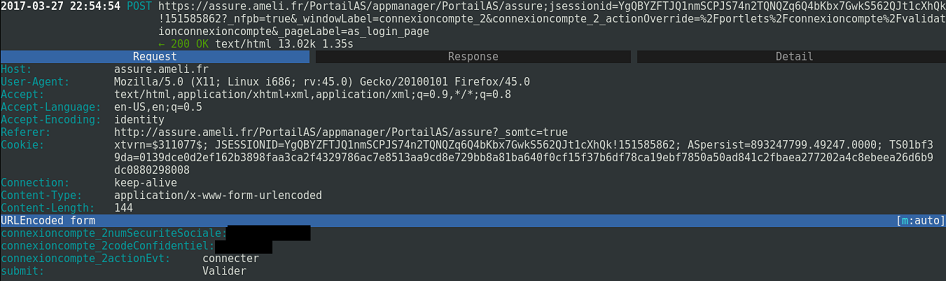 2017-03-27 22:54:54 POST https://assure.ameli.fr/PortailAS/appmanager/PortailAS/assure;jsessionid=YgQBYZFTJQ1nmSCPJS74n2TQNQZq6Q4bKbx7GwkS562QJt1cXhQk
!151585862?_nfpb=true&_windowLabel=connexioncompte_2&connexioncompte_2_actionOverride=%2Fportlets%2Fconnexioncompte%2Fvalidat
ionconnexioncompte&_pageLabel=as_login_page
← 200 OK text/html 13.02k 1.35s
Request Response Detail
Host: assure.ameli.fr
User-Agent: Mozilla/5.0 (X11; Linux i686; rv:45.0) Gecko/20100101 Firefox/45.0
Accept: text/html,application/xhtml+xml,application/xml;q=0.9,*/*;q=0.8
Accept-Language: en-US,en;q=0.5
Accept-Encoding: identity
Referer: http://assure.ameli.fr/PortailAS/appmanager/PortailAS/assure?_somtc=true
Cookie: xtvrn=$311077$; JSESSIONID=YgQBYZFTJQ1nmSCPJS74n2TQNQZq6Q4bKbx7GwkS562QJt1cXhQk!151585862; ASpersist=893247799.49247.0000; TS01bf3
9da=0139dce0d2ef162b3898faa3ca2f4329786ac7e8513aa9cd8e729bb8a81ba640f0cf15f37b6df78ca19ebf7850a50ad841c2fbaea277202a4c8ebeea26d6b9
dc0880298008
Connection: keep-alive
Content-Type: application/x-www-form-urlencoded
Content-Length: 144
URLEncoded form [m:auto]
connexioncompte_2numSecuriteSociale:
connexioncompte_2codeConfidentiel:
connexioncompte_2actionEvt: connecter
submit: Valider